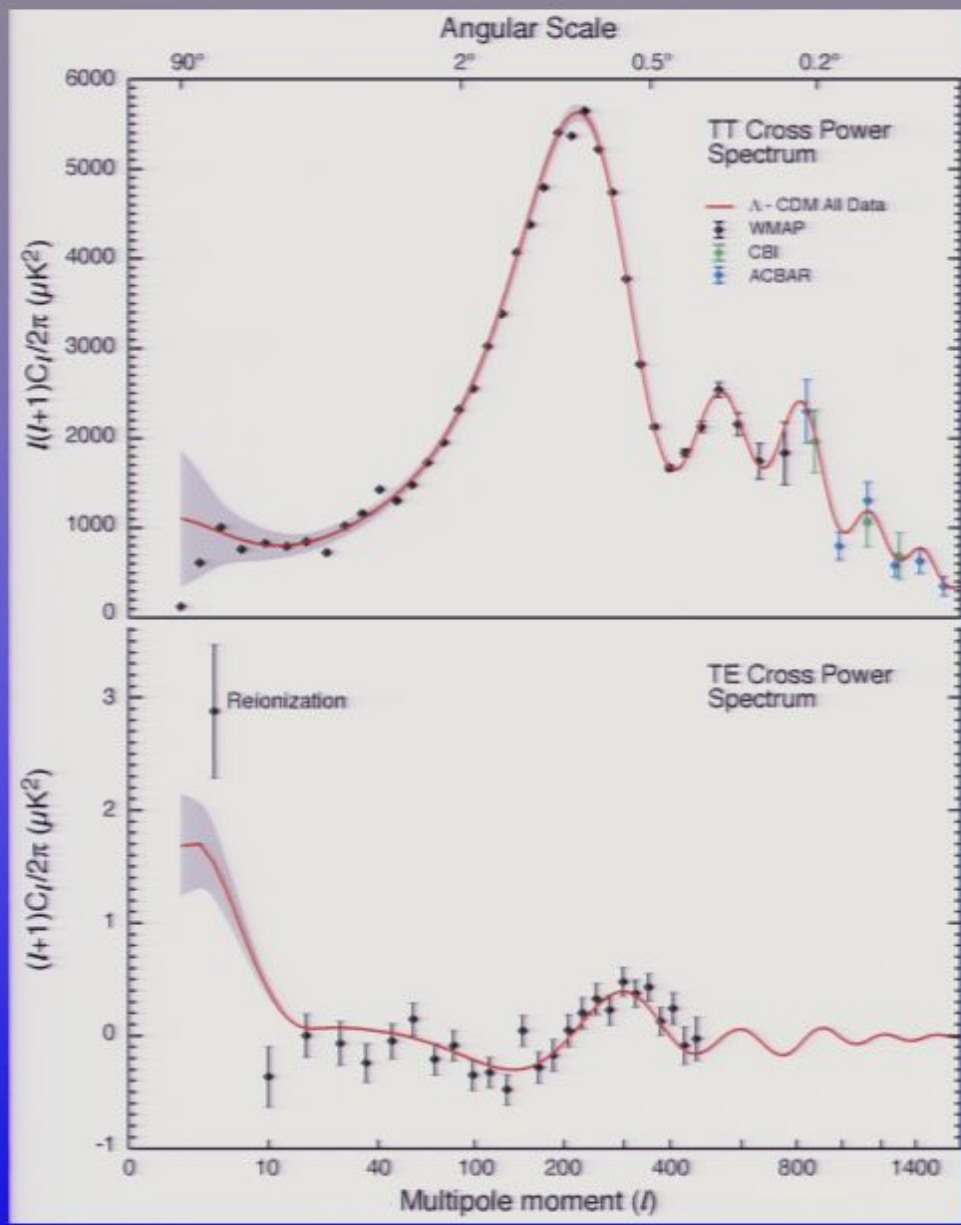 Angular Scale
90° 2° 0.5° 0.2°
6000
5000
4000
3000
2000
1000
0
l(l+1)Cl/2π (μK²)
TT Cross Power
Spectrum
Λ - CDM All Data
WMAP
CBI
ACBAR
3
2
1
0
-1
(l+1)Cl/2π (μK²)
Reionization
TE Cross Power
Spectrum
0 10 40 100 200 400 800 1400
Multipole moment (l)